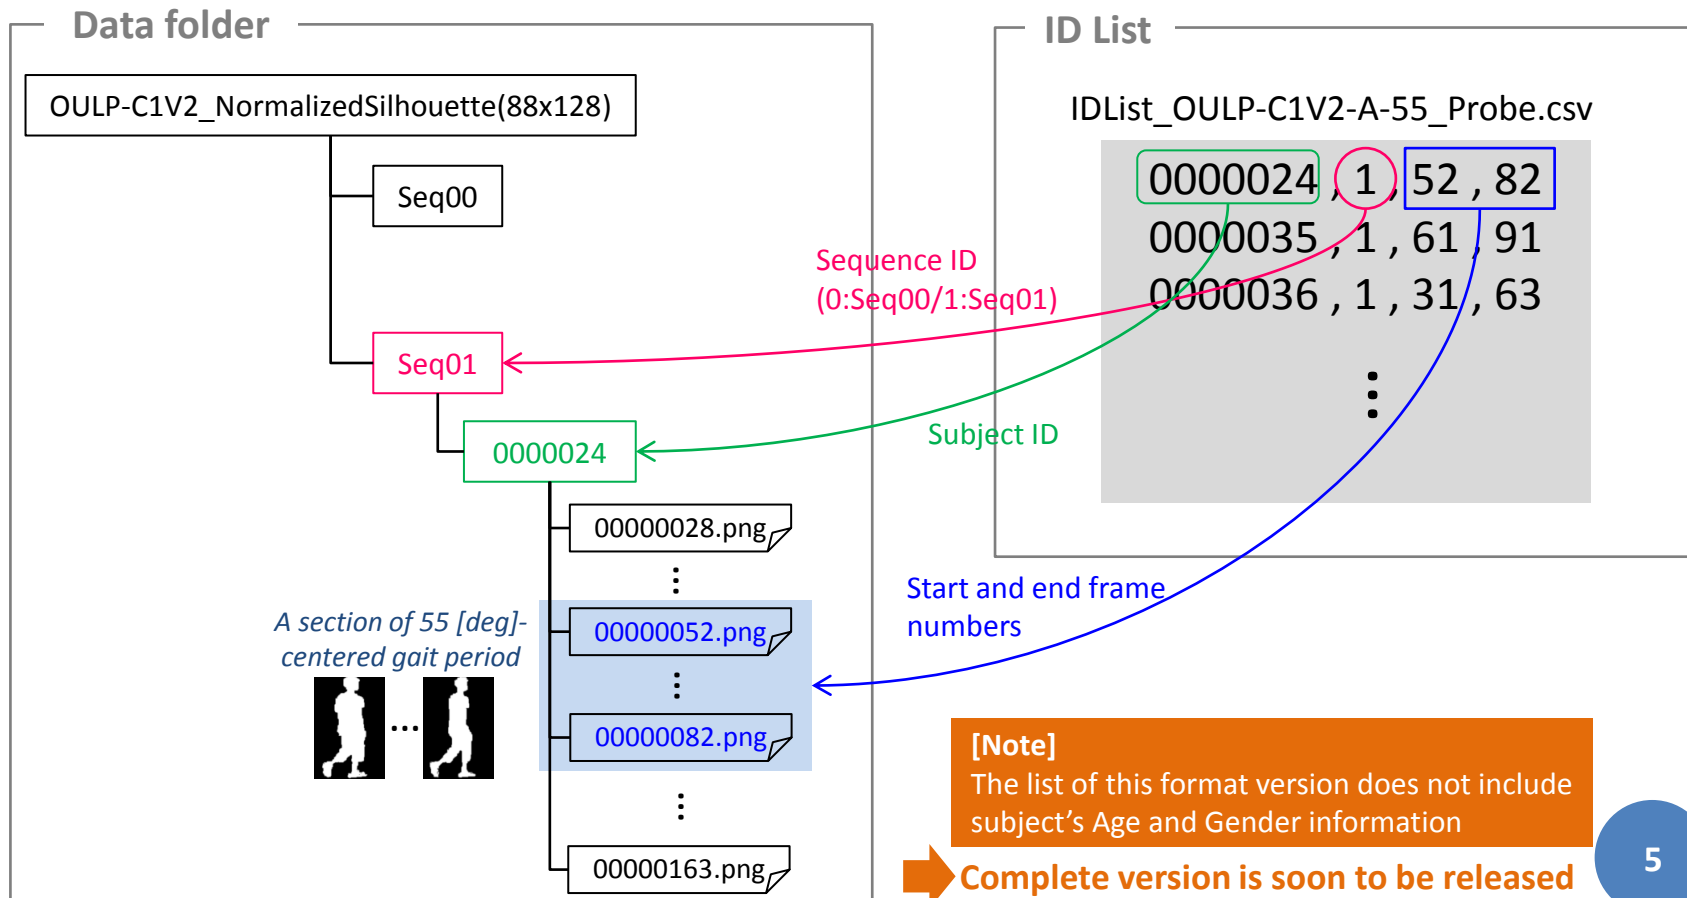 Data folder
OULP-C1V2_NormalizedSilhouette(88x128)
Seq00
Seq01
0000024
00000028.png
...
00000052.png
...
00000082.png
...
00000163.png
A section of 55 [deg]-
centered gait period
...
Sequence ID
(0:Seq00/1:Seq01)
Subject ID
Start and end frame
numbers
ID List
IDList_OULP-C1V2-A-55_Probe.csv
0000024 , 1 , 52 , 82
0000035 , 1 , 61 , 91
0000036 , 1 , 31 , 63
...
[Note]
The list of this format version does not include
subject’s Age and Gender information
Complete version is soon to be released
5